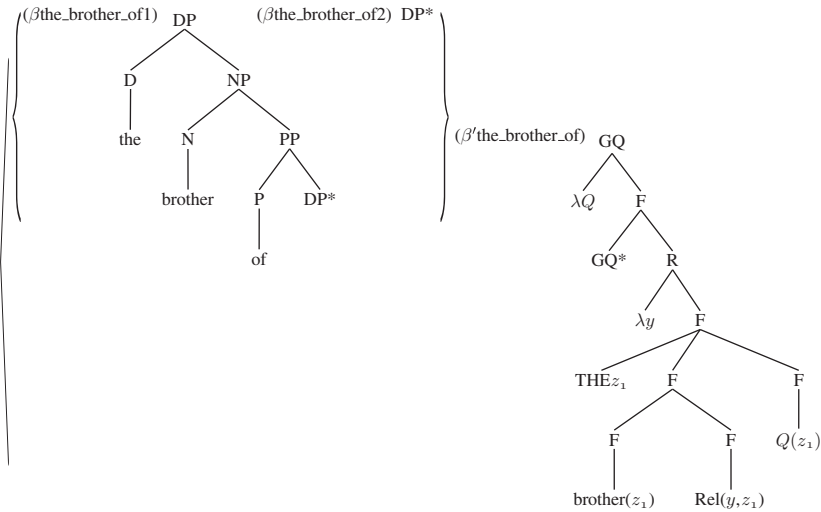 (βthe_brother_of1) DP (βthe_brother_of2) DP*
D NP
the N PP
(β′the_brother_of) GQ
brother P DP* λQ F
of GQ* R
λy F
THEz₁ F F
F F Q(z₁)
brother(z₁) Rel(y,z₁)